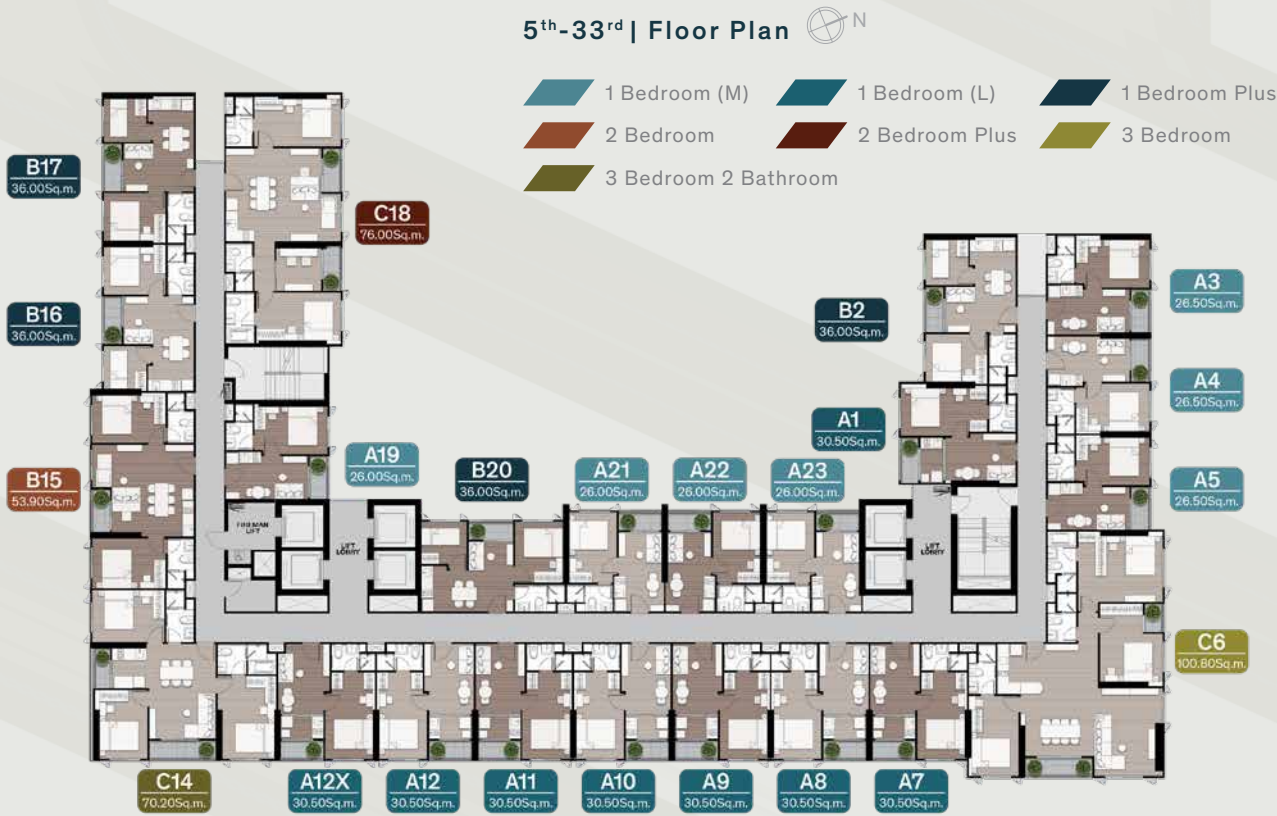 5th-33rd | Floor Plan
N
1 Bedroom (M)
1 Bedroom (L)
1 Bedroom Plus
2 Bedroom
2 Bedroom Plus
3 Bedroom
3 Bedroom 2 Bathroom
B17
36.00Sq.m.
C18
76.00Sq.m.
A3
26.50Sq.m.
B16
36.00Sq.m.
B2
36.00Sq.m.
A4
26.50Sq.m.
A1
30.50Sq.m.
A19
26.00Sq.m.
B20
36.00Sq.m.
A21
26.00Sq.m.
A22
26.00Sq.m.
A23
26.00Sq.m.
A5
26.50Sq.m.
B15
53.90Sq.m.
FIREMAN
LIFT
LIFT
LOBBY
LIFT
LOBBY
C6
100.80Sq.m.
C14
70.20Sq.m.
A12X
30.50Sq.m.
A12
30.50Sq.m.
A11
30.50Sq.m.
A10
30.50Sq.m.
A9
30.50Sq.m.
A8
30.50Sq.m.
A7
30.50Sq.m.